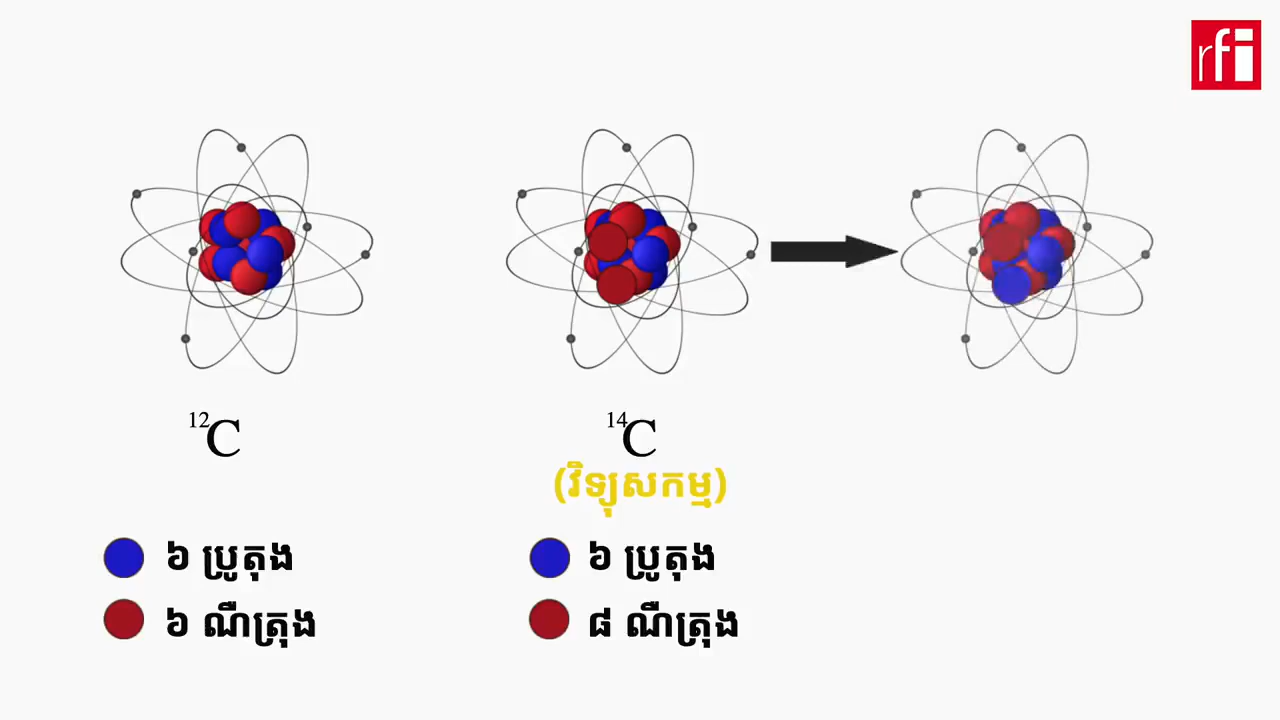 rfi
¹²C
¹⁴C
(វិទ្យុសកម្ម)
៦ ប្រូតុង
៦ ណឺត្រុង
៦ ប្រូតុង
៨ ណឺត្រុង